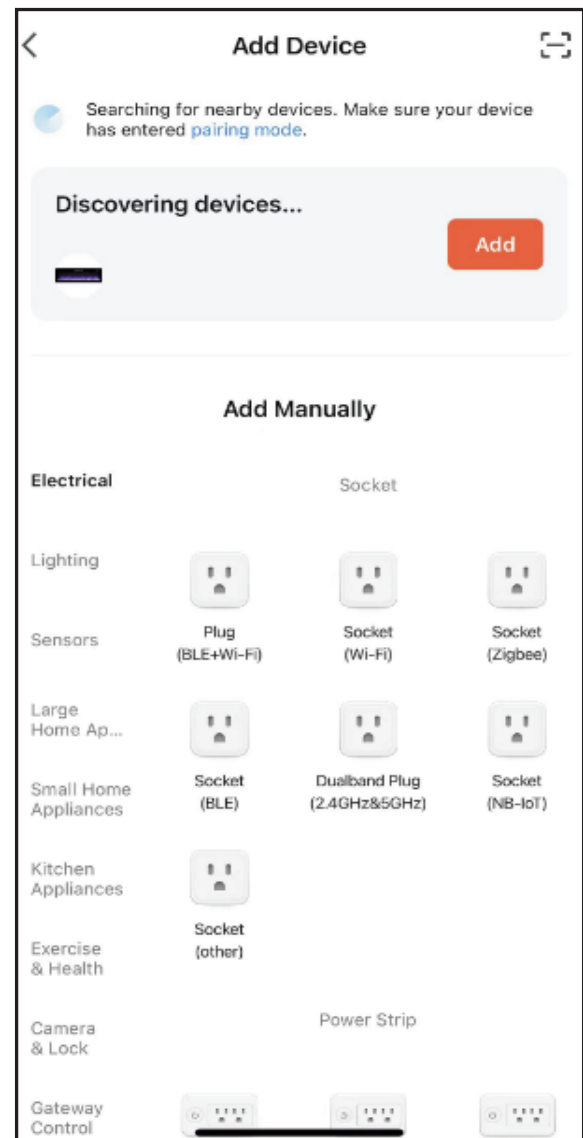 Add Device
Searching for nearby devices. Make sure your device
has entered pairing mode.
Discovering devices...
Add
Add Manually
Electrical
Socket
Lighting
Sensors
Plug
(BLE+Wi-Fi)
Socket
(Wi-Fi)
Socket
(Zigbee)
Large
Home Ap...
Small Home
Appliances
Socket
(BLE)
Dualband Plug
(2.4GHz&5GHz)
Socket
(NB-IoT)
Kitchen
Appliances
Socket
(other)
Exercise
& Health
Camera
& Lock
Power Strip
Gateway
Control